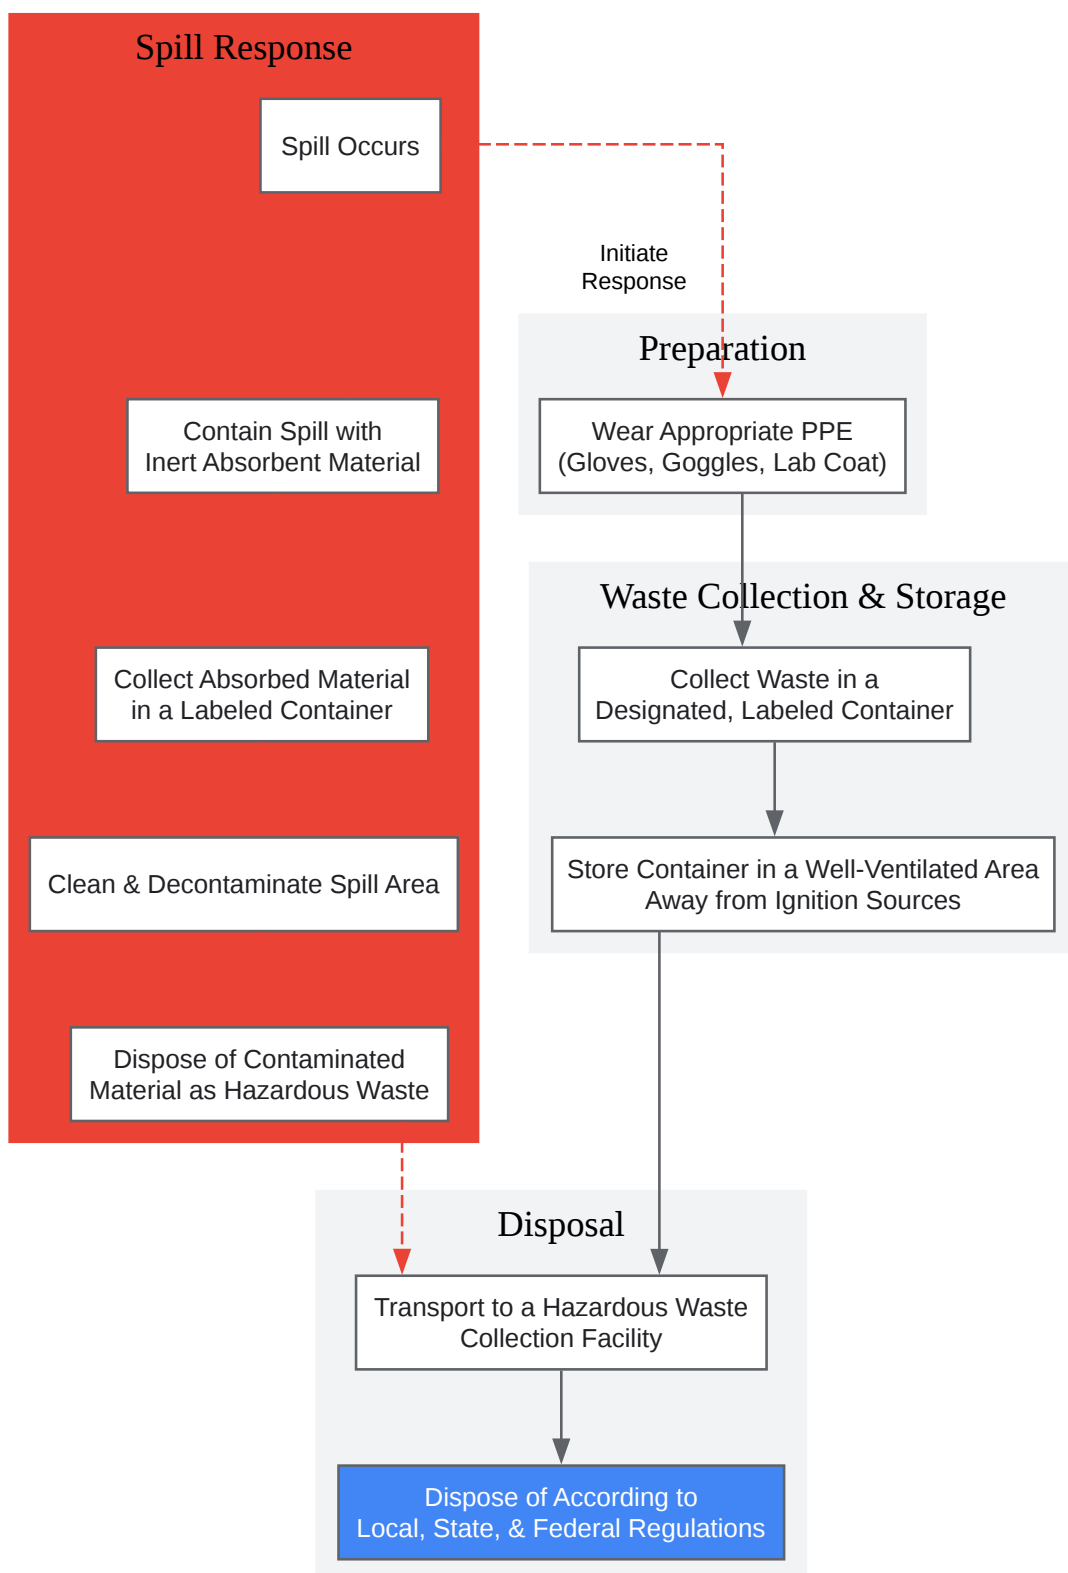 Spill Response
Spill Occurs
Initiate
Response
Preparation
Contain Spill with
Inert Absorbent Material
Wear Appropriate PPE
(Gloves, Goggles, Lab Coat)
Waste Collection & Storage
Collect Absorbed Material
in a Labeled Container
Collect Waste in a
Designated, Labeled Container
Clean & Decontaminate Spill Area
Store Container in a Well-Ventilated Area
Away from Ignition Sources
Dispose of Contaminated
Material as Hazardous Waste
Disposal
Transport to a Hazardous Waste
Collection Facility
Dispose of According to
Local, State, & Federal Regulations